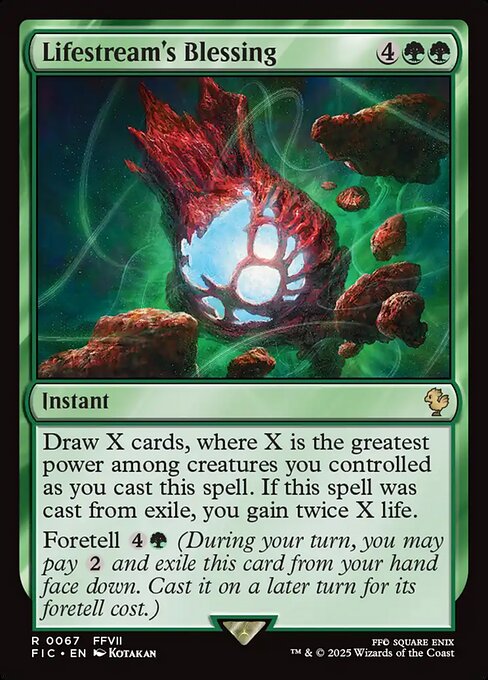 Lifestream's Blessing 4
Instant
Draw X cards, where X is the greatest
power among creatures you controlled
as you cast this spell. If this spell was
cast from exile, you gain twice X life.
Foretell 4 (During your turn, you may
pay 2 and exile this card from your hand
face down. Cast it on a later turn for its
foretell cost.)
R 0067 FFVII
FIC • EN KOTAKAN
FF© SQUARE ENIX
™ & © 2025 Wizards of the Coast